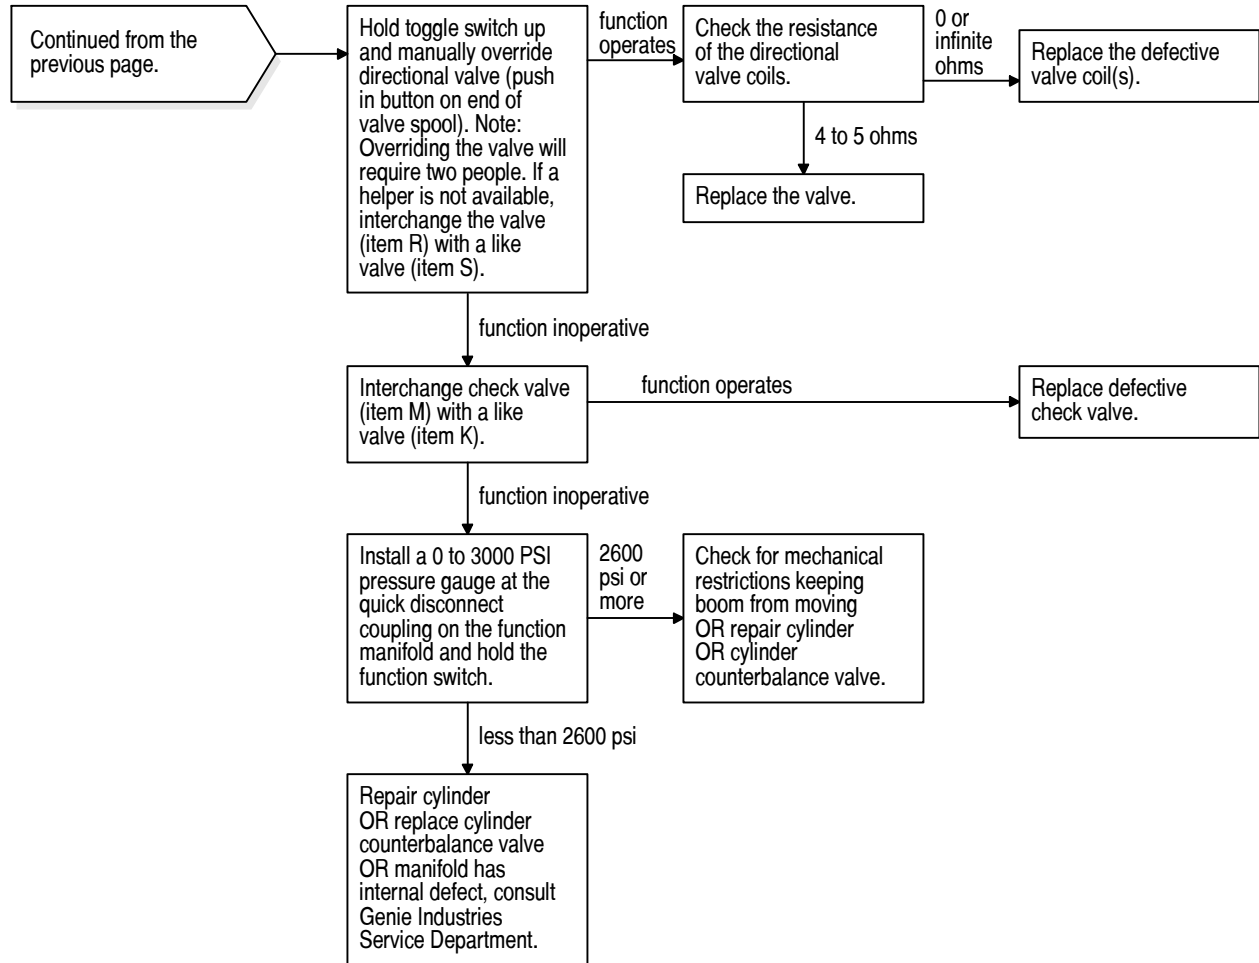 Continued from the
previous page.
Hold toggle switch up
and manually override
directional valve (push
in button on end of
valve spool). Note:
Overriding the valve will
require two people. If a
helper is not available,
interchange the valve
(item R) with a like
valve (item S).
function
operates
Check the resistance
of the directional
valve coils.
0 or
infinite
ohms
Replace the defective
valve coil(s).
4 to 5 ohms
Replace the valve.
function inoperative
Interchange check valve
(item M) with a like
valve (item K).
function operates
Replace defective
check valve.
function inoperative
Install a 0 to 3000 PSI
pressure gauge at the
quick disconnect
coupling on the function
manifold and hold the
function switch.
2600
psi or
more
Check for mechanical
restrictions keeping
boom from moving
OR repair cylinder
OR cylinder
counterbalance valve.
less than 2600 psi
Repair cylinder
OR replace cylinder
counterbalance valve
OR manifold has
internal defect, consult
Genie Industries
Service Department.